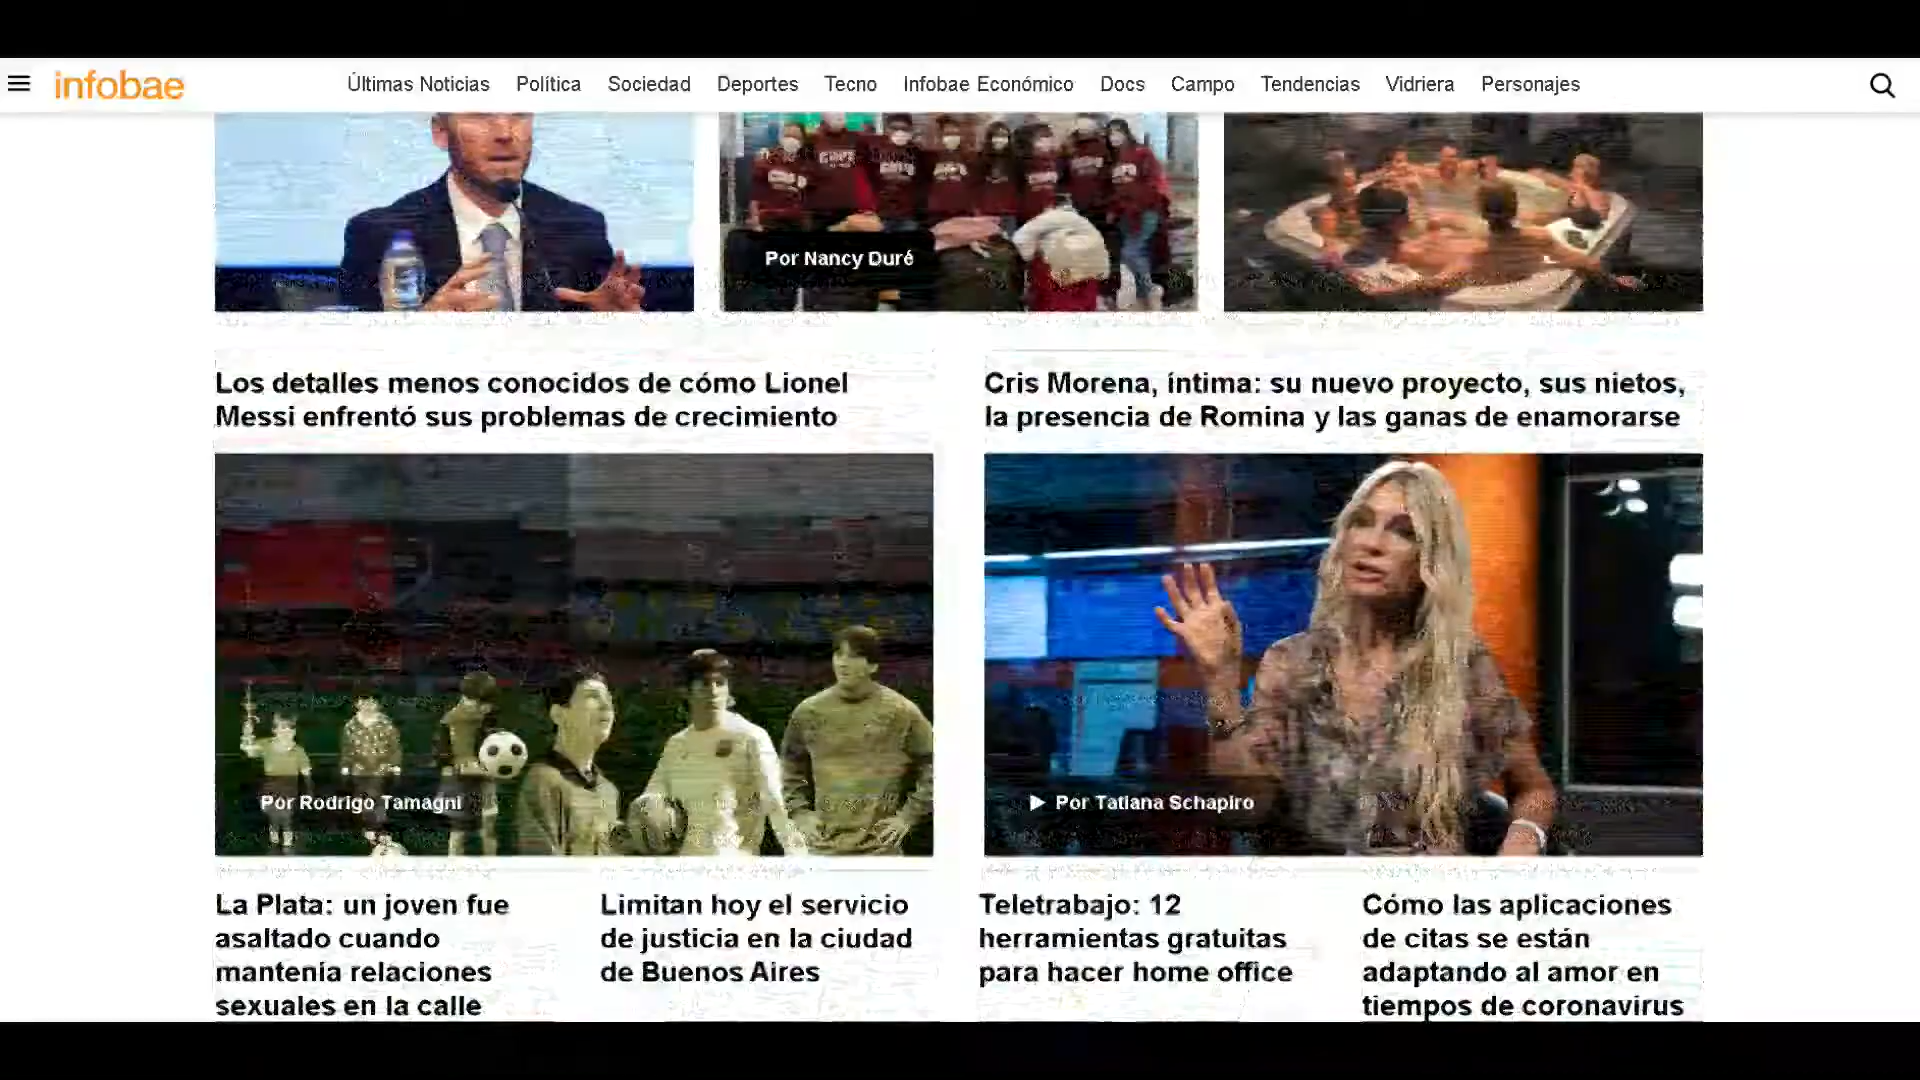 infobae
Últimas Noticias Política Sociedad Deportes Tecno Infobae Económico Docs Campo Tendencias Vidriera Personajes
Por Nancy Duré
Los detalles menos conocidos de cómo Lionel
Messi enfrentó sus problemas de crecimiento
Cris Morena, íntima: su nuevo proyecto, sus nietos,
la presencia de Romina y las ganas de enamorarse
Por Rodrigo Tamagni
Por Tatiana Schapiro
La Plata: un joven fue
asaltado cuando
mantenía relaciones
sexuales en la calle
Limitan hoy el servicio
de justicia en la ciudad
de Buenos Aires
Teletrabajo: 12
herramientas gratuitas
para hacer home office
Cómo las aplicaciones
de citas se están
adaptando al amor en
tiempos de coronavirus